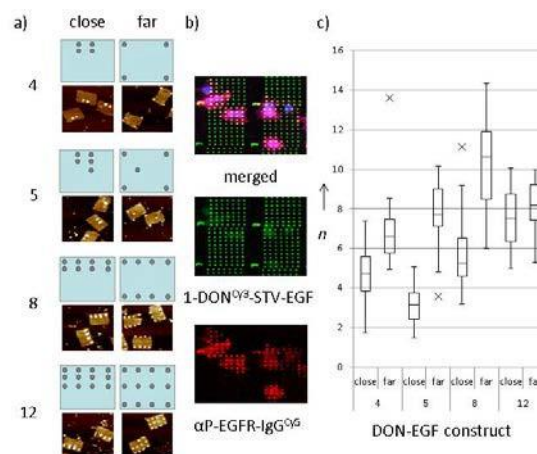 a)
close far
4
5
8
12
b)
merged
1-DON^Cy3-STV-EGF
αP-EGFR-IgG^Cy5
c)
16
14
12
10
8
6
4
2
0
n
close far close far close far close far
4 5 8 12
DON-EGF construct